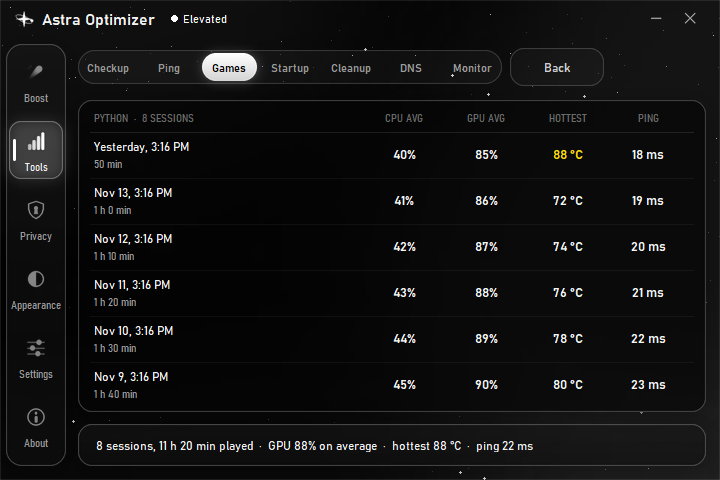 Astra Optimizer
Elevated
Checkup Ping Games Startup Cleanup DNS Monitor Back
Boost
Tools
Privacy
Appearance
Settings
About
PYTHON · 8 SESSIONS CPU AVG GPU AVG HOTTEST PING
Yesterday, 3:16 PM
50 min
40% 85% 88 °C 18 ms
Nov 13, 3:16 PM
1 h 0 min
41% 86% 72 °C 19 ms
Nov 12, 3:16 PM
1 h 10 min
42% 87% 74 °C 20 ms
Nov 11, 3:16 PM
1 h 20 min
43% 88% 76 °C 21 ms
Nov 10, 3:16 PM
1 h 30 min
44% 89% 78 °C 22 ms
Nov 9, 3:16 PM
1 h 40 min
45% 90% 80 °C 23 ms
8 sessions, 11 h 20 min played · GPU 88% on average · hottest 88 °C · ping 22 ms